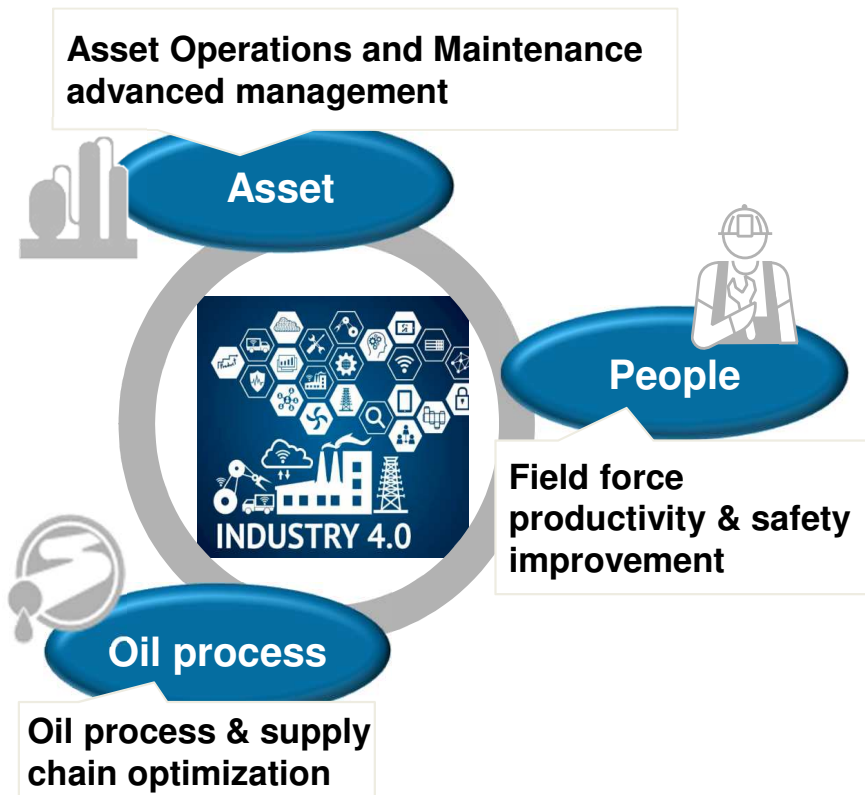 Asset Operations and Maintenance
advanced management
Asset
People
Field force
productivity & safety
improvement
INDUSTRY 4.0
Oil process
Oil process & supply
chain optimization